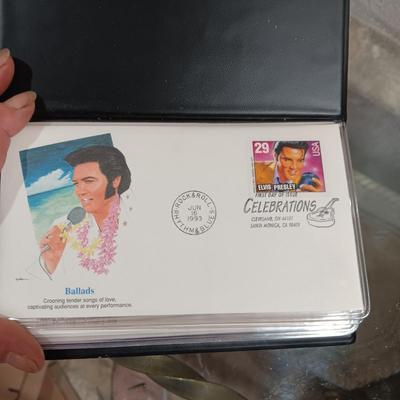 29
USA
ELVIS PRESLEY
FIRST DAY OF ISSUE
CELEBRATIONS
CLEVELAND, OH 44101
SANTA MONICA, CA 90401
ROCK & ROLL
RHYTHM & BLUES
JUN
16
1993
Ballads
Crooning tender songs of love,
captivating audiences at every performance.